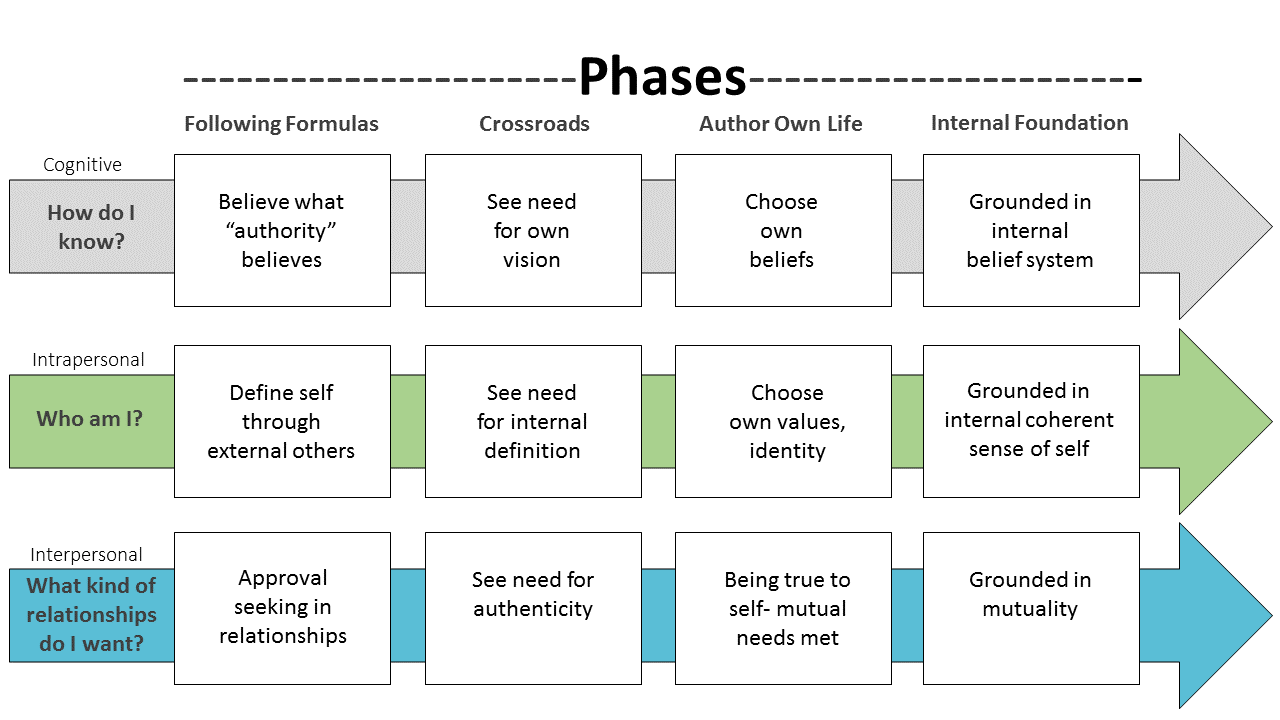 ----------------------Phases----------------------
Following Formulas
Crossroads
Author Own Life
Internal Foundation
Cognitive
How do I
know?
Believe what
“authority”
believes
See need
for own
vision
Choose
own
beliefs
Grounded in
internal
belief system
Intrapersonal
Who am I?
Define self
through
external others
See need
for internal
definition
Choose
own values,
identity
Grounded in
internal coherent
sense of self
Interpersonal
What kind of
relationships
do I want?
Approval
seeking in
relationships
See need for
authenticity
Being true to
self- mutual
needs met
Grounded in
mutuality